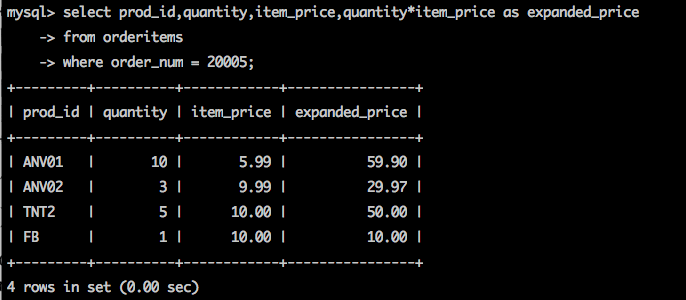 mysql> select prod_id,quantity,item_price,quantity*item_price as expanded_price
    -> from orderitems
    -> where order_num = 20005;
+---------+----------+------------+----------------+
| prod_id | quantity | item_price | expanded_price |
+---------+----------+------------+----------------+
| ANV01   |       10 |       5.99 |          59.90 |
| ANV02   |        3 |       9.99 |          29.97 |
| TNT2    |        5 |      10.00 |          50.00 |
| FB      |        1 |      10.00 |          10.00 |
+---------+----------+------------+----------------+
4 rows in set (0.00 sec)